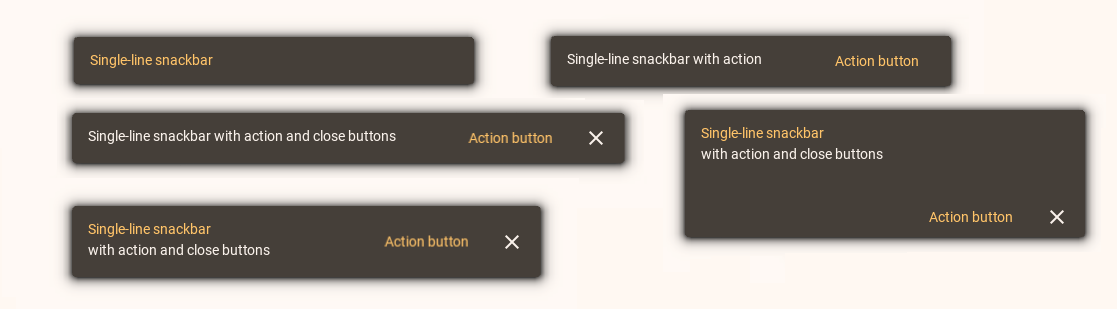 Single-line snackbar
Single-line snackbar with action
Action button
Single-line snackbar with action and close buttons
Action button
Single-line snackbar
with action and close buttons
Action button
Single-line snackbar
with action and close buttons
Action button